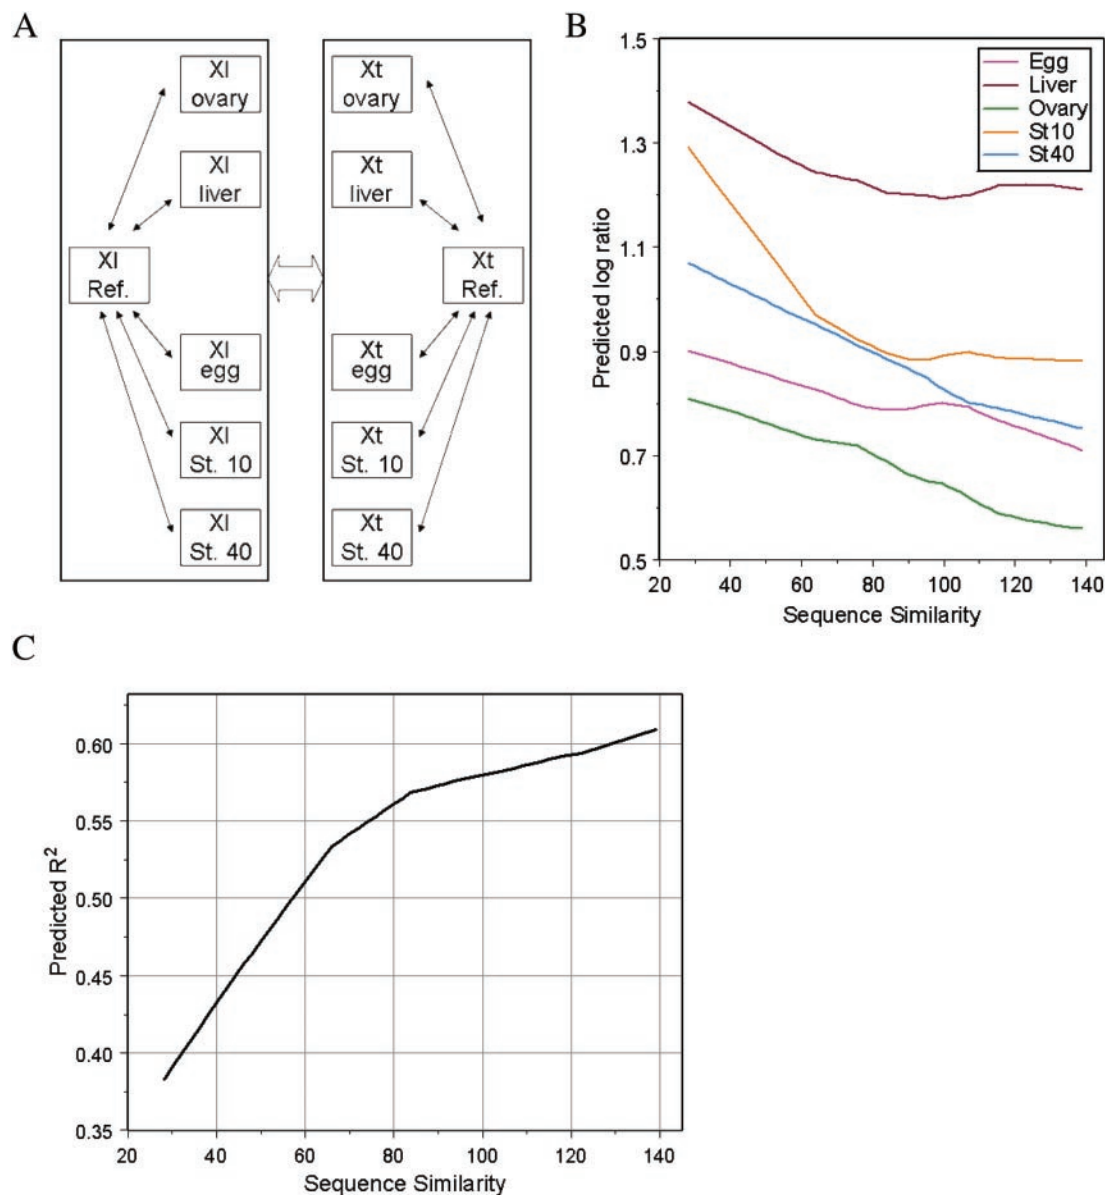 A
Xl
ovary
Xl
liver
Xl
Ref.
Xl
egg
Xl
St. 10
Xl
St. 40
Xt
ovary
Xt
liver
Xt
Ref.
Xt
egg
Xt
St. 10
Xt
St. 40
B
1.5
1.3
1.1
0.9
0.7
0.5
Predicted log ratio
Egg
Liver
Ovary
St10
St40
20 40 60 80 100 120 140
Sequence Similarity
C
0.60
0.55
0.50
0.45
0.40
0.35
Predicted R²
20 40 60 80 100 120 140
Sequence Similarity